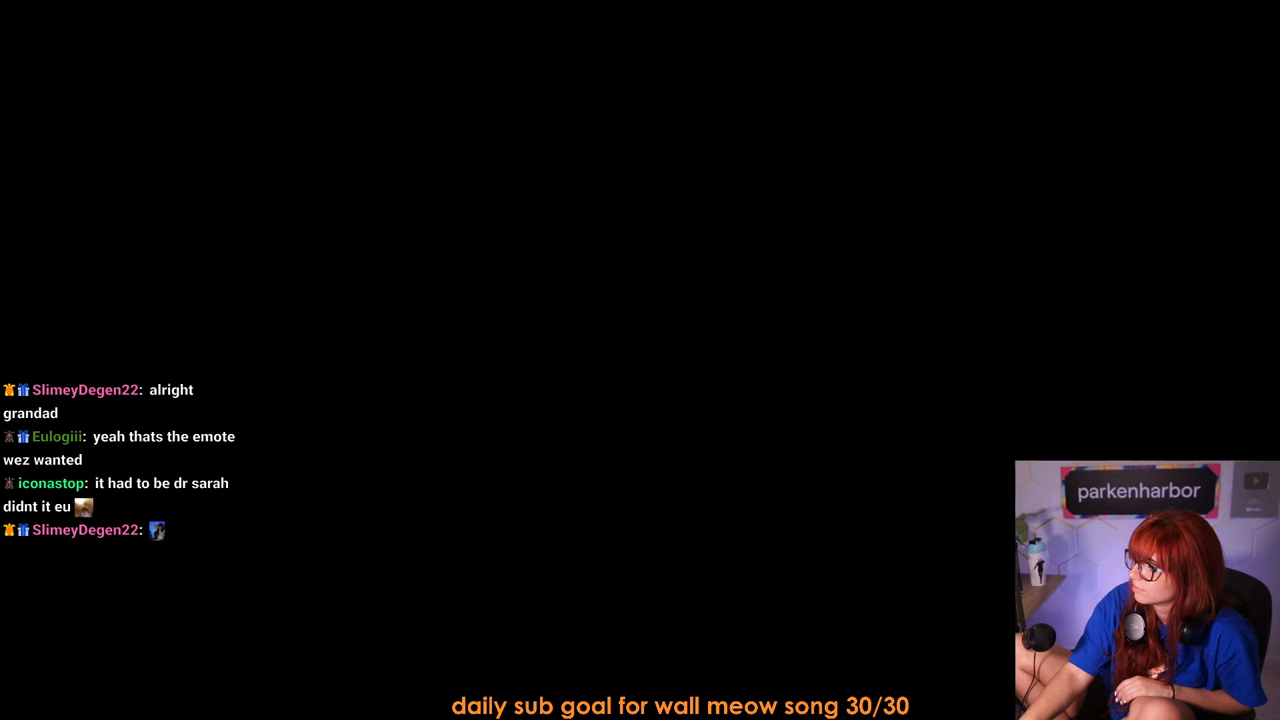 SlimeyDegen22: alright
grandad
Eulogiii: yeah thats the emote
wez wanted
iconastop: it had to be dr sarah
didnt it eu
SlimeyDegen22:
parkenharbor
daily sub goal for wall meow song 30/30